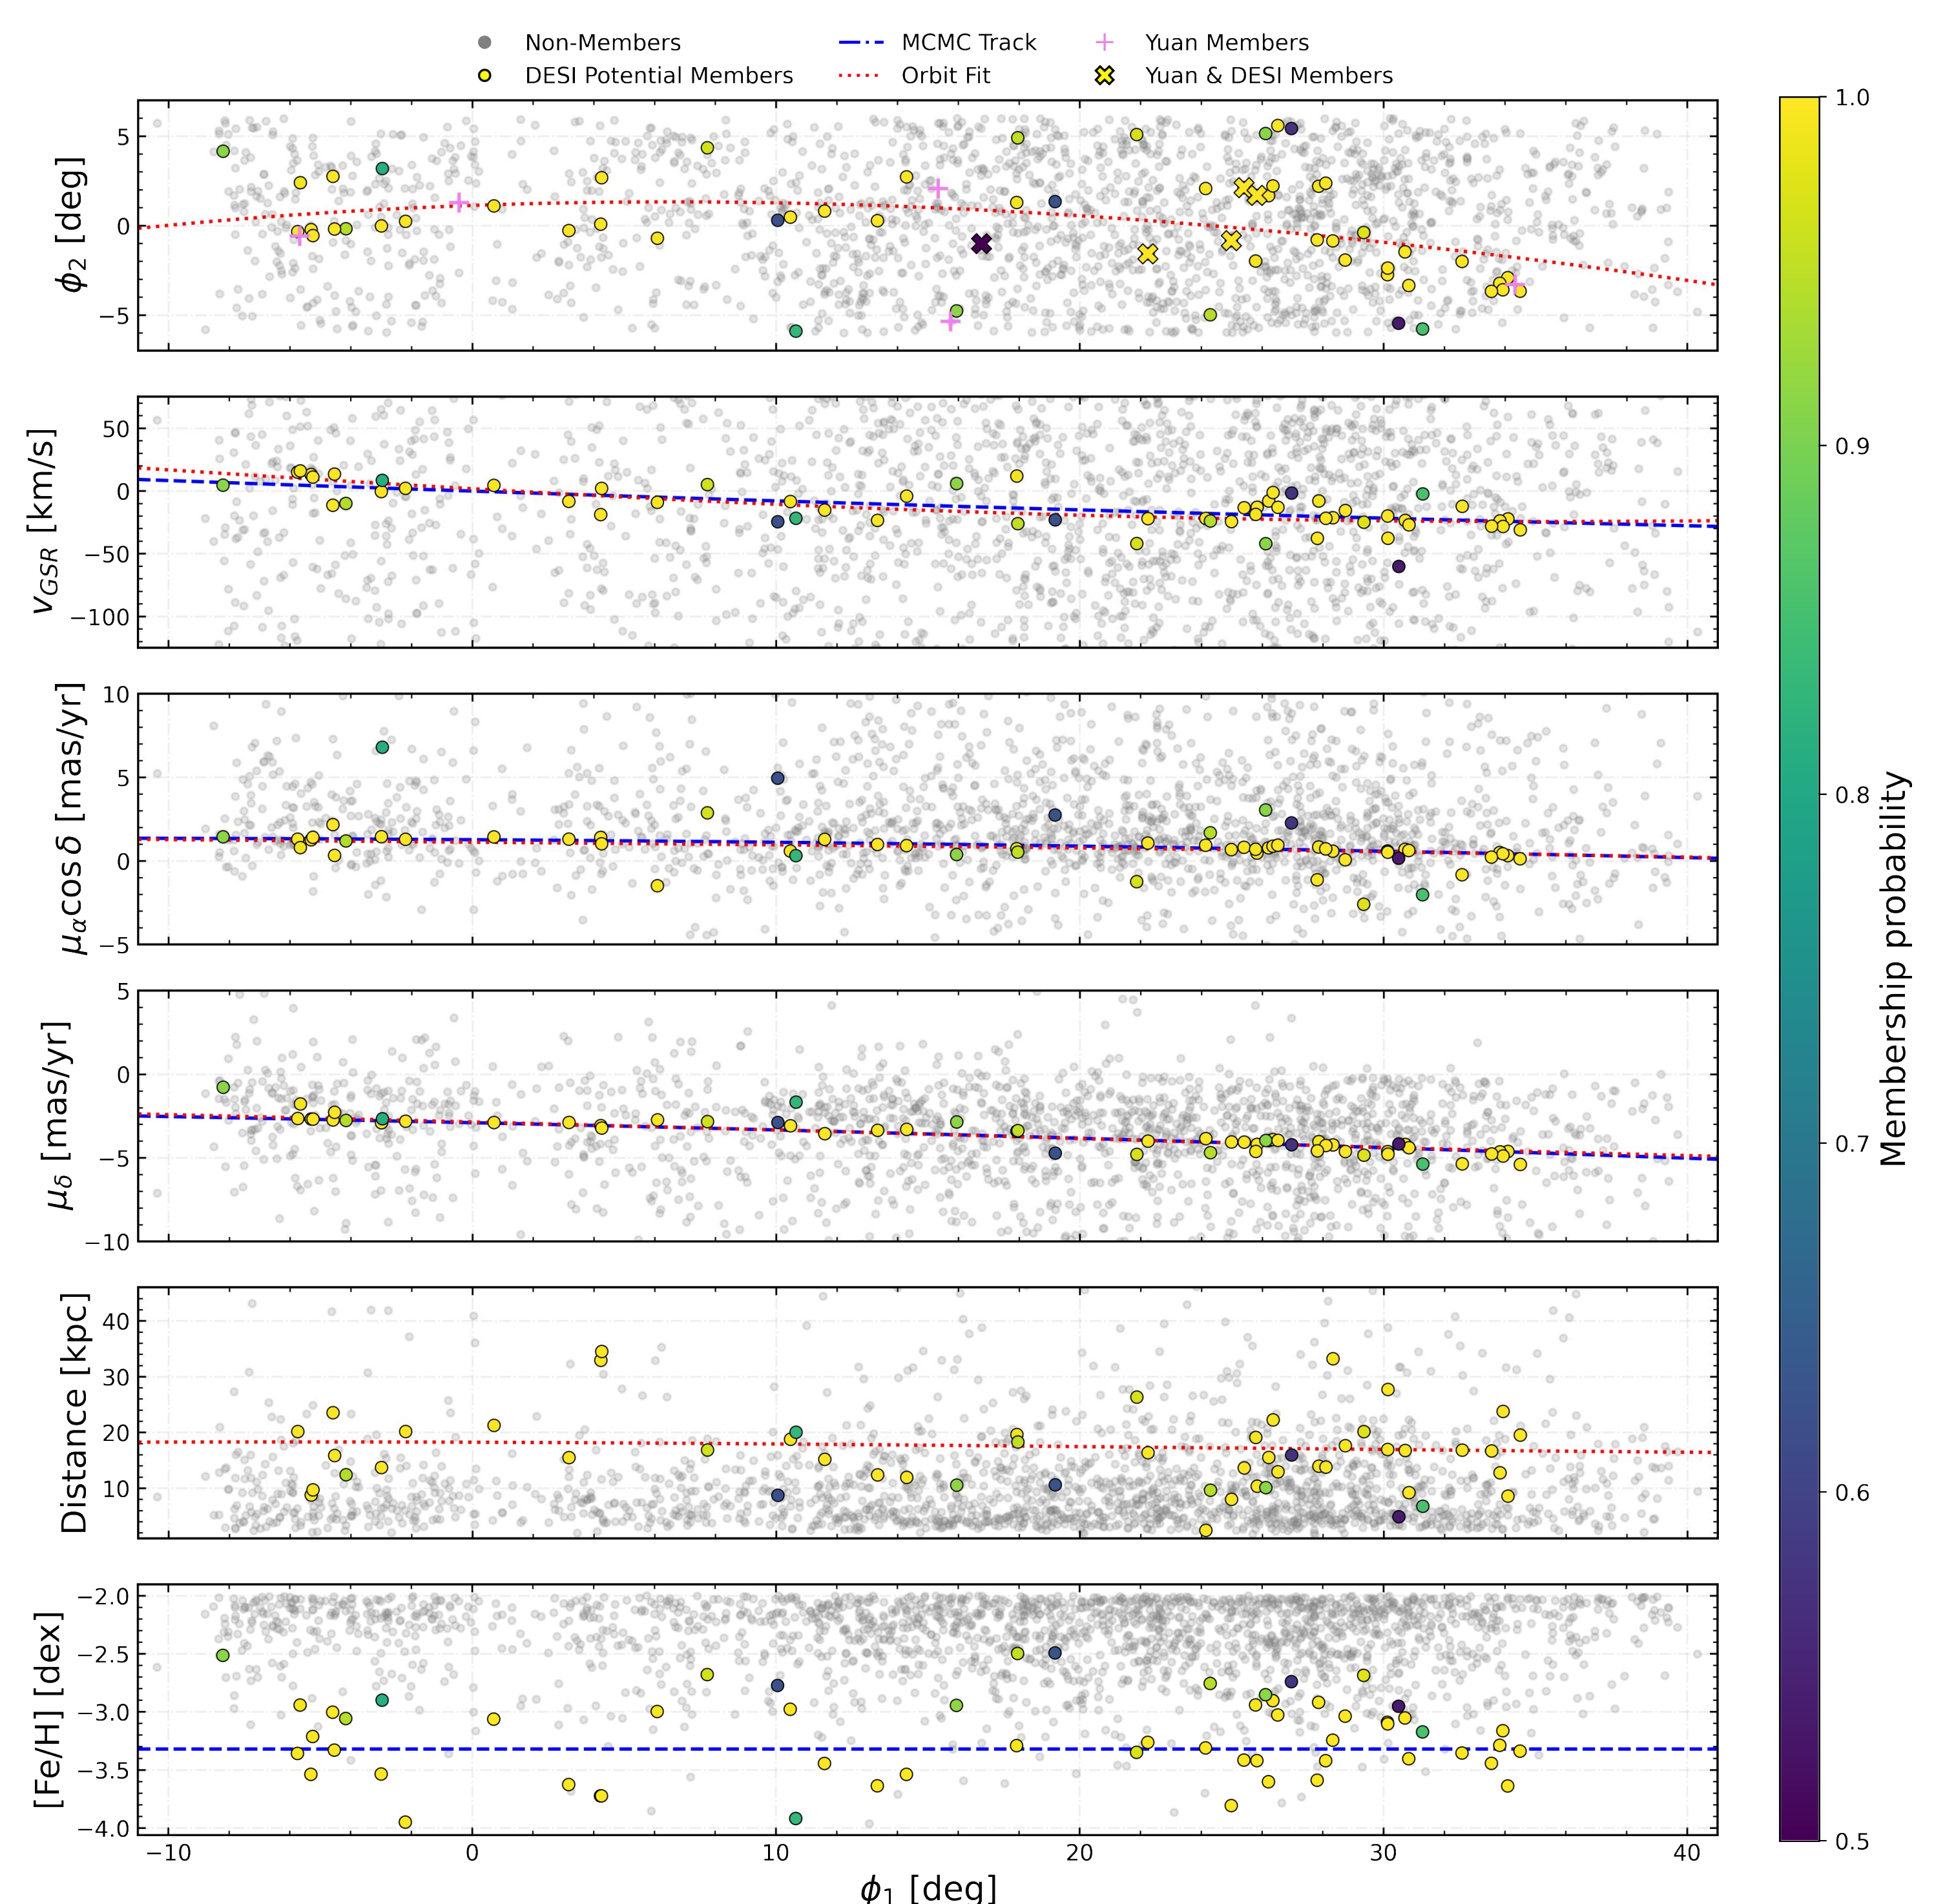 Non-Members
DESI Potential Members
MCMC Track
Orbit Fit
Yuan Members
Yuan & DESI Members
ϕ2 [deg]
5
0
−5
vGSR [km/s]
50
0
−50
−100
μαcos δ [mas/yr]
10
5
0
−5
μδ [mas/yr]
5
0
−5
−10
Distance [kpc]
40
30
20
10
[Fe/H] [dex]
−2.0
−2.5
−3.0
−3.5
−4.0
−10 0 10 20 30 40
ϕ1 [deg]
1.0
0.9
0.8
0.7
0.6
0.5
Membership probability